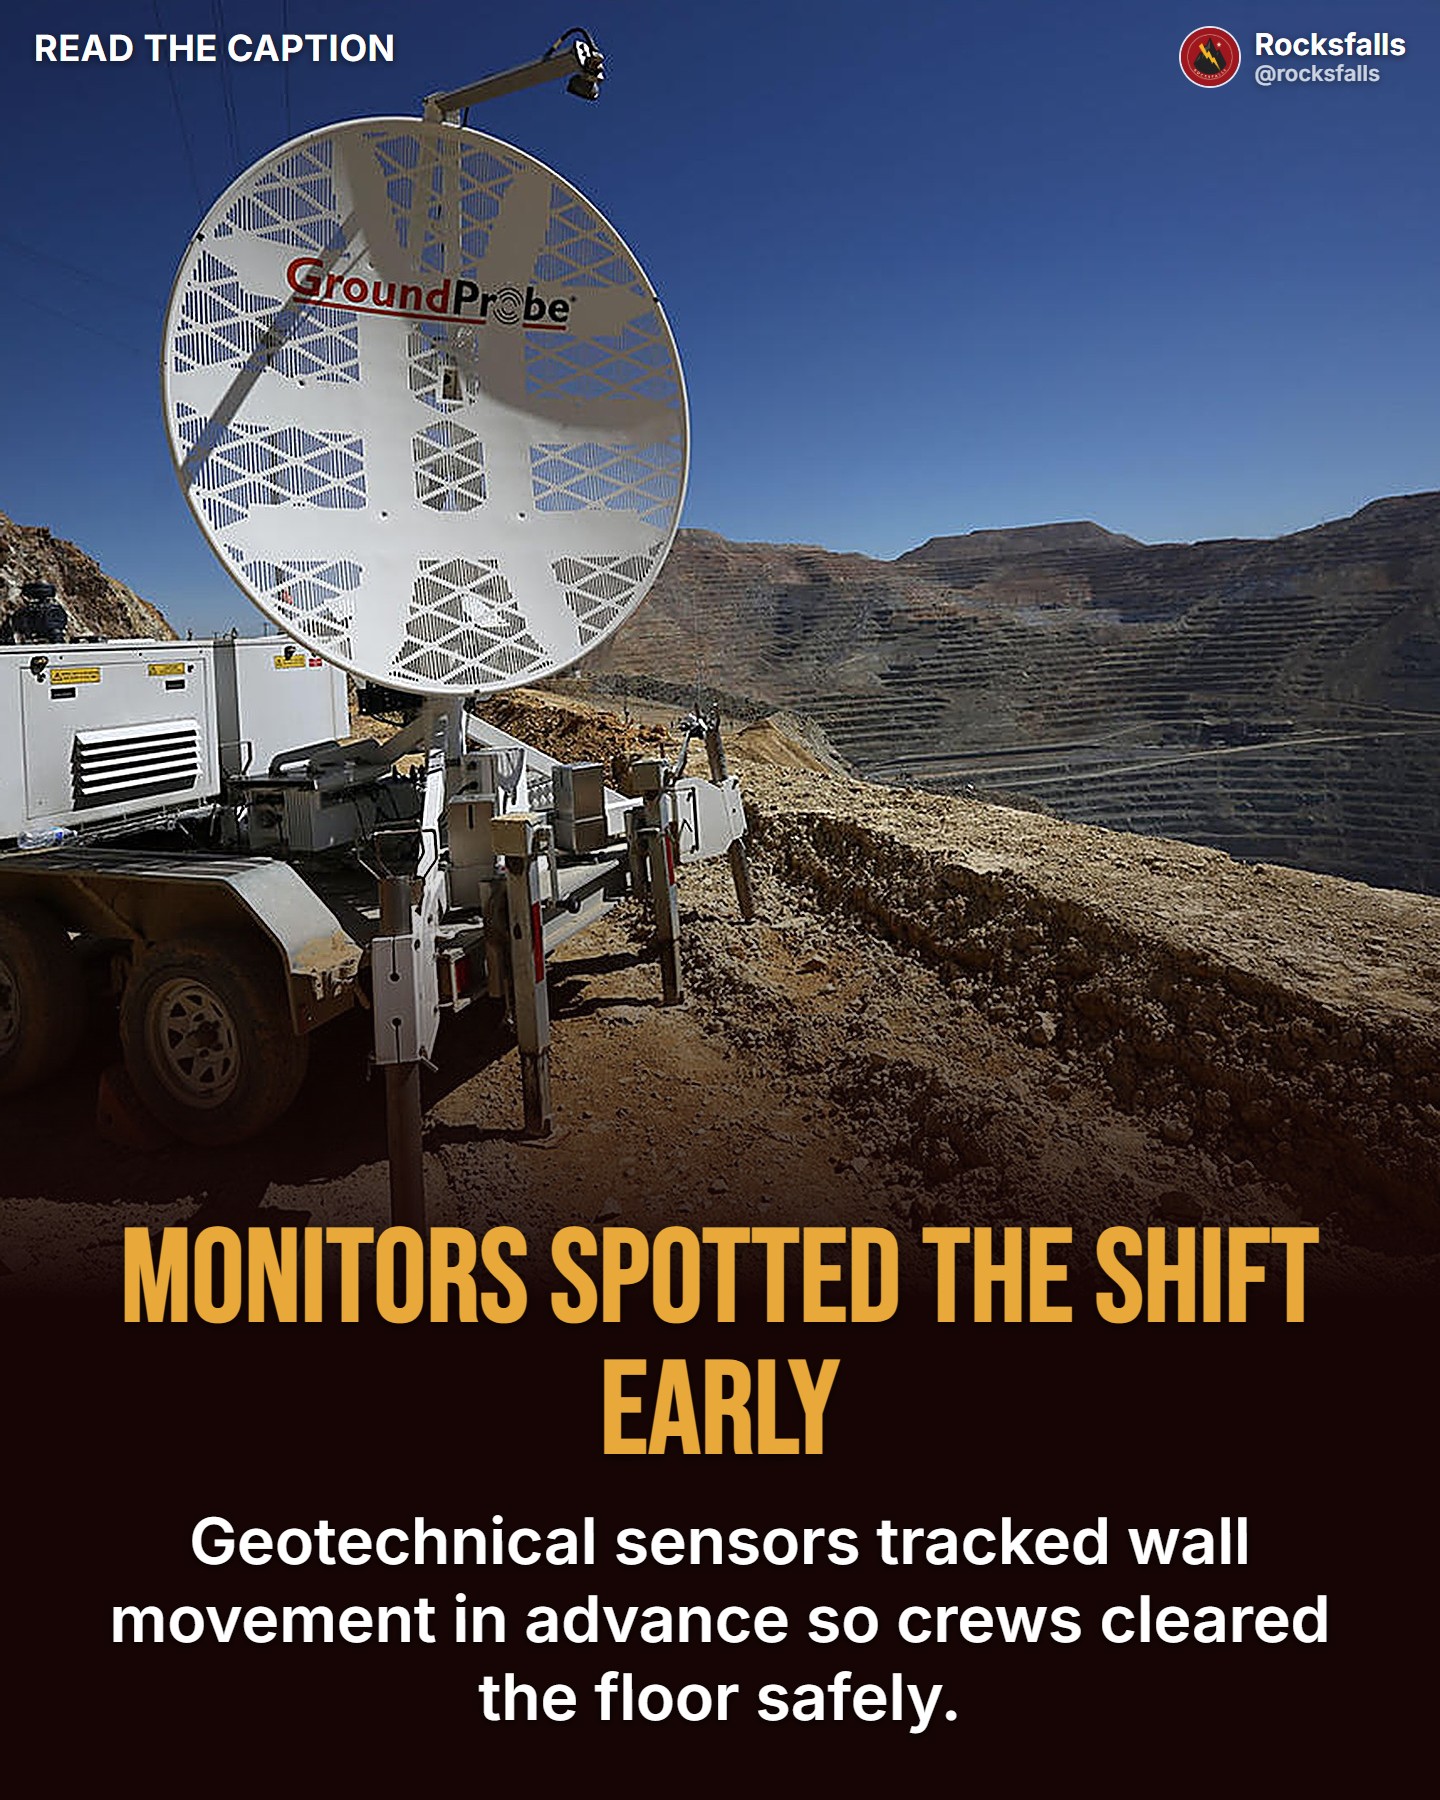 READ THE CAPTION
Rocksfalls
@rocksfalls
GroundProbe
MONITORS SPOTTED THE SHIFT
EARLY
Geotechnical sensors tracked wall
movement in advance so crews cleared
the floor safely.